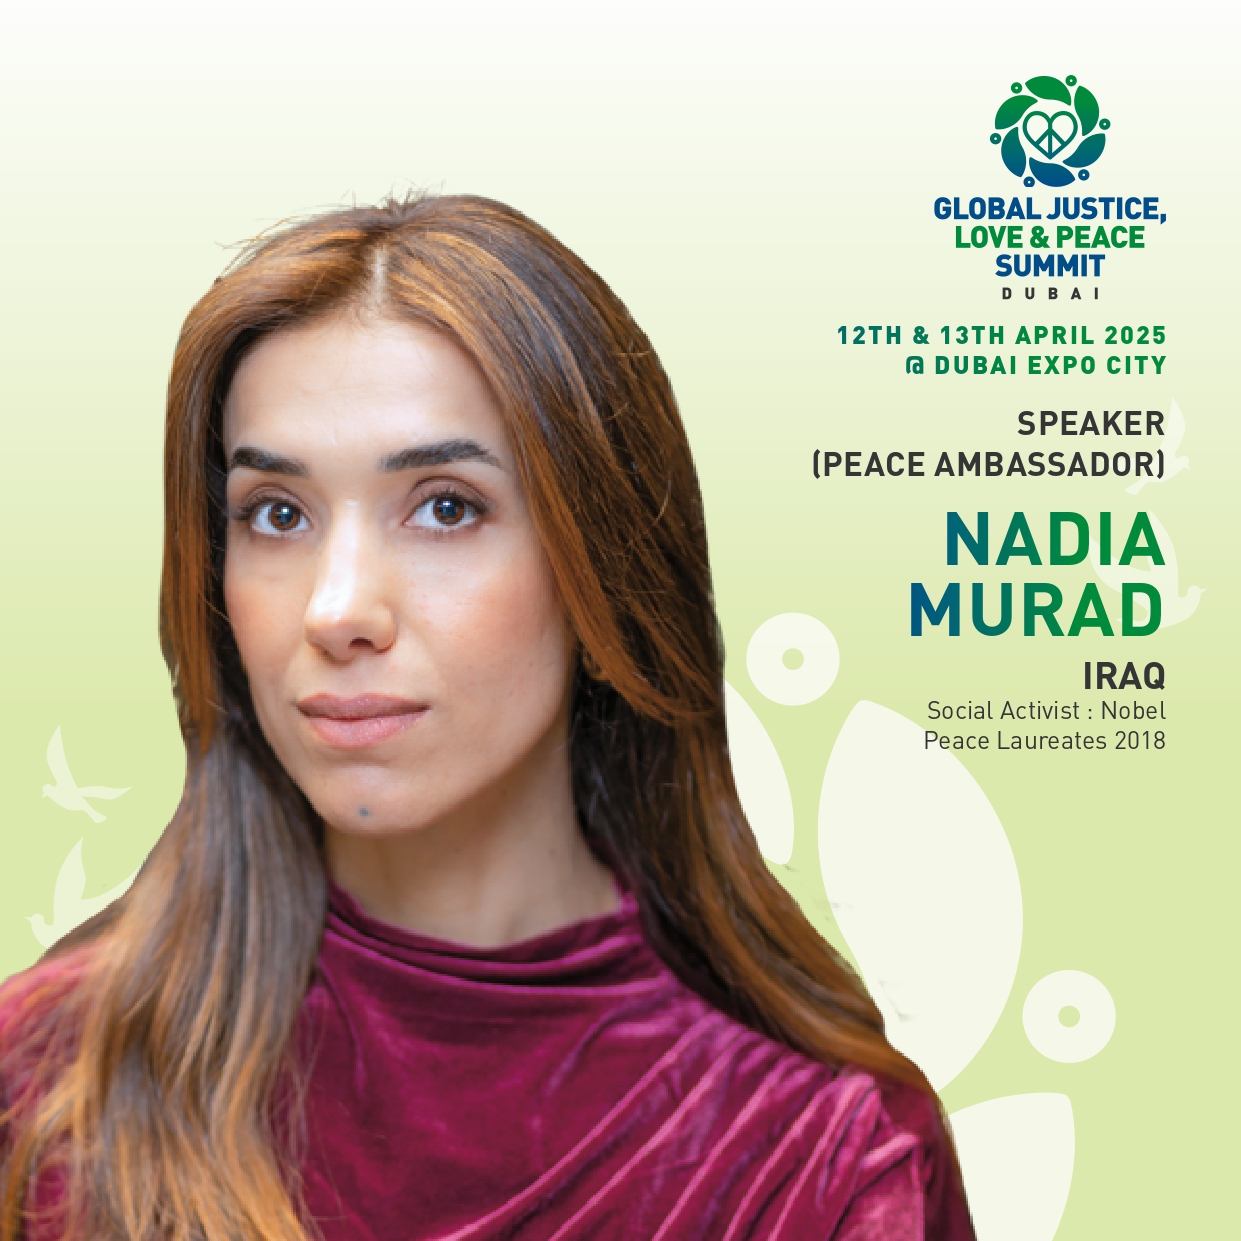 GLOBAL JUSTICE,
LOVE & PEACE
SUMMIT
DUBAI
12TH & 13TH APRIL 2025
@ DUBAI EXPO CITY
SPEAKER
(PEACE AMBASSADOR)
NADIA
MURAD
IRAQ
Social Activist : Nobel
Peace Laureates 2018